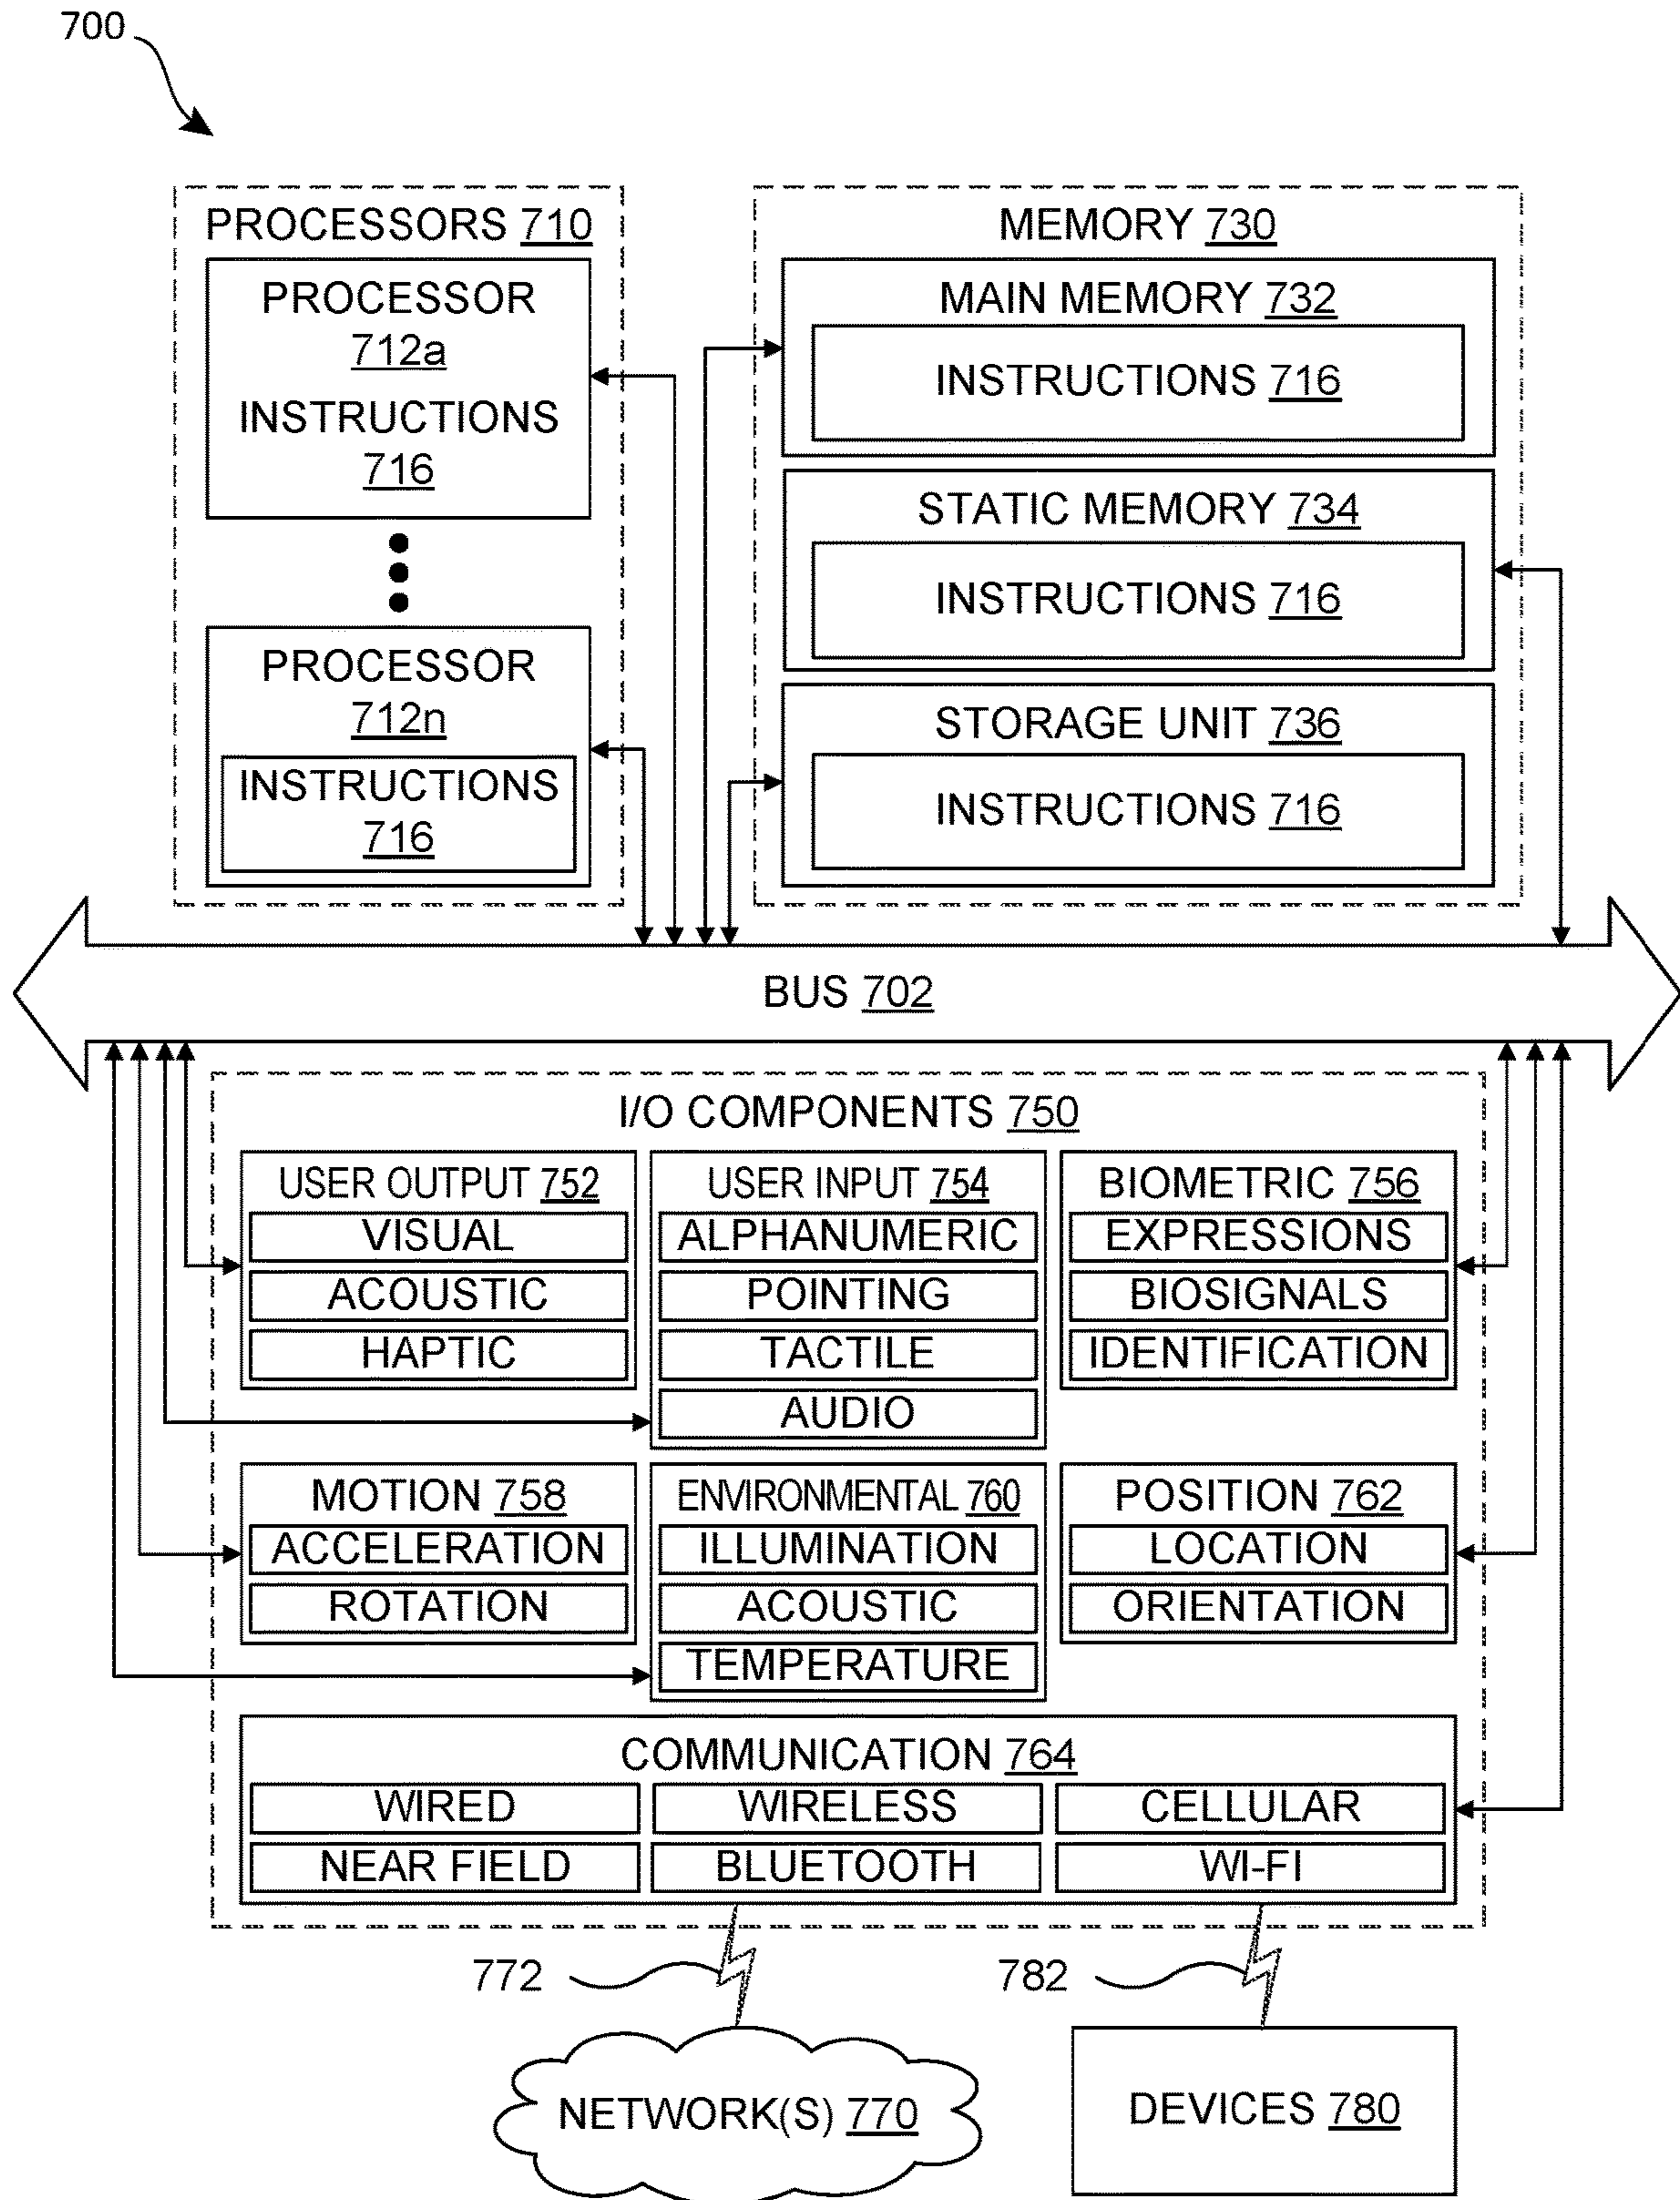 700
PROCESSORS 710
PROCESSOR
712a
INSTRUCTIONS
716
PROCESSOR
712n
INSTRUCTIONS
716
MEMORY 730
MAIN MEMORY 732
INSTRUCTIONS 716
STATIC MEMORY 734
INSTRUCTIONS 716
STORAGE UNIT 736
INSTRUCTIONS 716
BUS 702
I/O COMPONENTS 750
USER OUTPUT 752
VISUAL
ACOUSTIC
HAPTIC
USER INPUT 754
ALPHANUMERIC
POINTING
TACTILE
AUDIO
BIOMETRIC 756
EXPRESSIONS
BIOSIGNALS
IDENTIFICATION
MOTION 758
ACCELERATION
ROTATION
ENVIRONMENTAL 760
ILLUMINATION
ACOUSTIC
TEMPERATURE
POSITION 762
LOCATION
ORIENTATION
COMMUNICATION 764
WIRED
WIRELESS
CELLULAR
NEAR FIELD
BLUETOOTH
WI-FI
772
782
NETWORK(S) 770
DEVICES 780